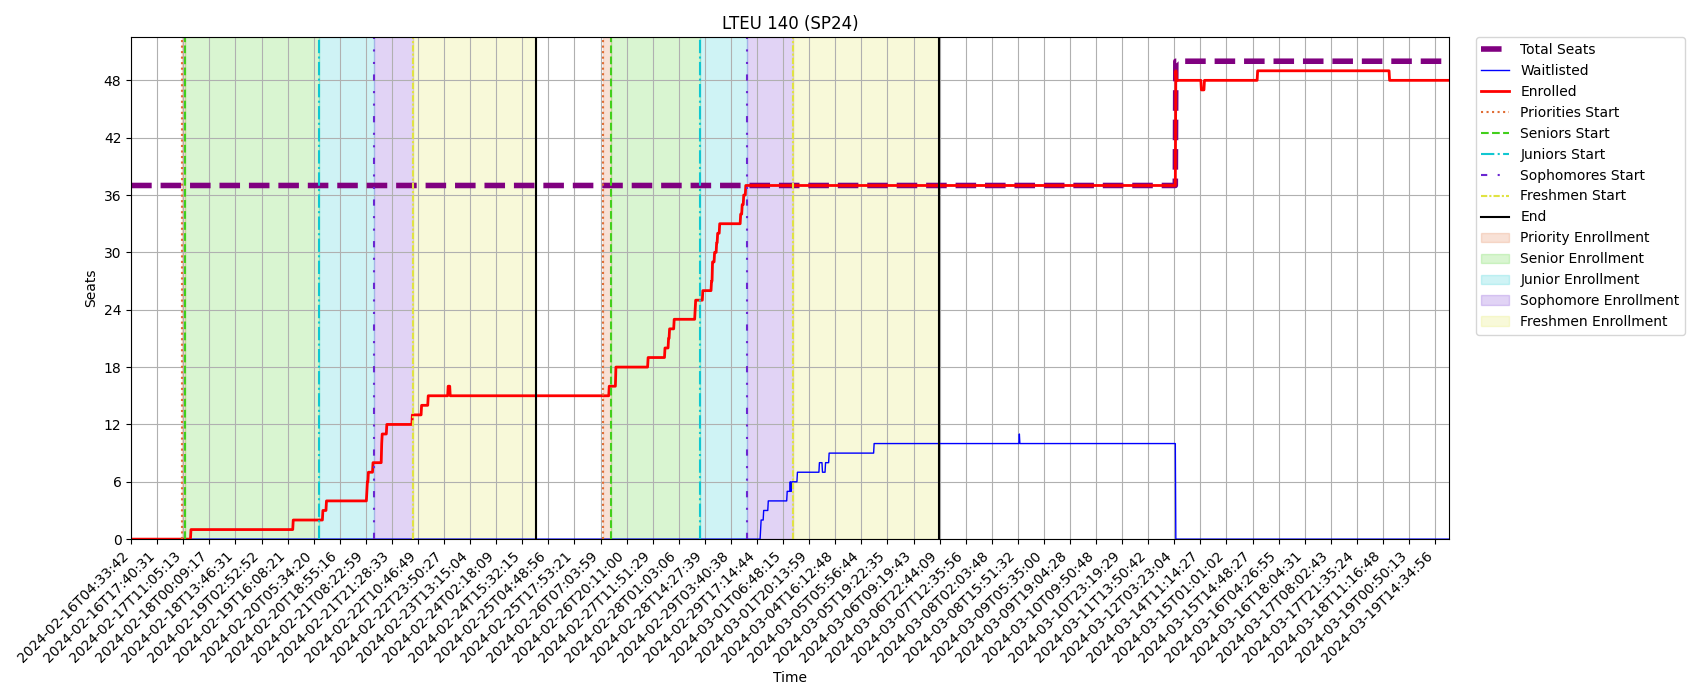 LTEU 140 (SP24)
Seats
48
42
36
30
24
18
12
6
0
2024-02-16T04:33:42
2024-02-16T17:40:31
2024-02-17T11:05:13
2024-02-18T00:09:17
2024-02-18T13:46:31
2024-02-19T02:52:52
2024-02-19T16:08:21
2024-02-20T05:34:20
2024-02-20T18:55:16
2024-02-21T08:22:59
2024-02-21T21:28:33
2024-02-22T10:46:49
2024-02-22T23:50:27
2024-02-23T13:15:04
2024-02-24T02:18:09
2024-02-24T15:32:15
2024-02-25T04:48:56
2024-02-25T17:53:21
2024-02-26T07:03:59
2024-02-26T20:11:00
2024-02-27T11:51:29
2024-02-28T01:03:06
2024-02-28T14:27:39
2024-02-29T03:40:38
2024-02-29T17:14:44
2024-03-01T06:48:15
2024-03-01T20:13:59
2024-03-04T16:12:48
2024-03-05T05:56:44
2024-03-05T19:22:35
2024-03-06T09:19:43
2024-03-06T22:44:09
2024-03-07T12:35:56
2024-03-08T02:03:48
2024-03-08T15:51:32
2024-03-09T05:35:00
2024-03-09T19:04:28
2024-03-10T09:50:48
2024-03-10T23:19:29
2024-03-11T13:50:42
2024-03-12T03:23:04
2024-03-14T11:14:27
2024-03-15T01:01:02
2024-03-15T14:48:27
2024-03-16T04:26:55
2024-03-16T18:04:31
2024-03-17T08:02:43
2024-03-17T21:35:24
2024-03-18T11:16:48
2024-03-19T00:50:13
2024-03-19T14:34:56
Time
Total Seats
Waitlisted
Enrolled
Priorities Start
Seniors Start
Juniors Start
Sophomores Start
Freshmen Start
End
Priority Enrollment
Senior Enrollment
Junior Enrollment
Sophomore Enrollment
Freshmen Enrollment